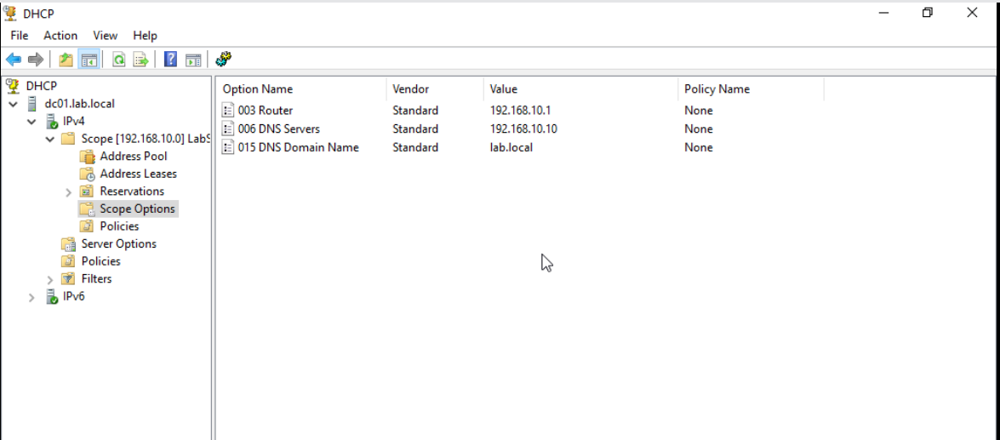 DHCP
File Action View Help
DHCP
dc01.lab.local
IPv4
Scope [192.168.10.0] LabS
Address Pool
Address Leases
Reservations
Scope Options
Policies
Server Options
Policies
Filters
IPv6
Option Name Vendor Value Policy Name
003 Router Standard 192.168.10.1 None
006 DNS Servers Standard 192.168.10.10 None
015 DNS Domain Name Standard lab.local None